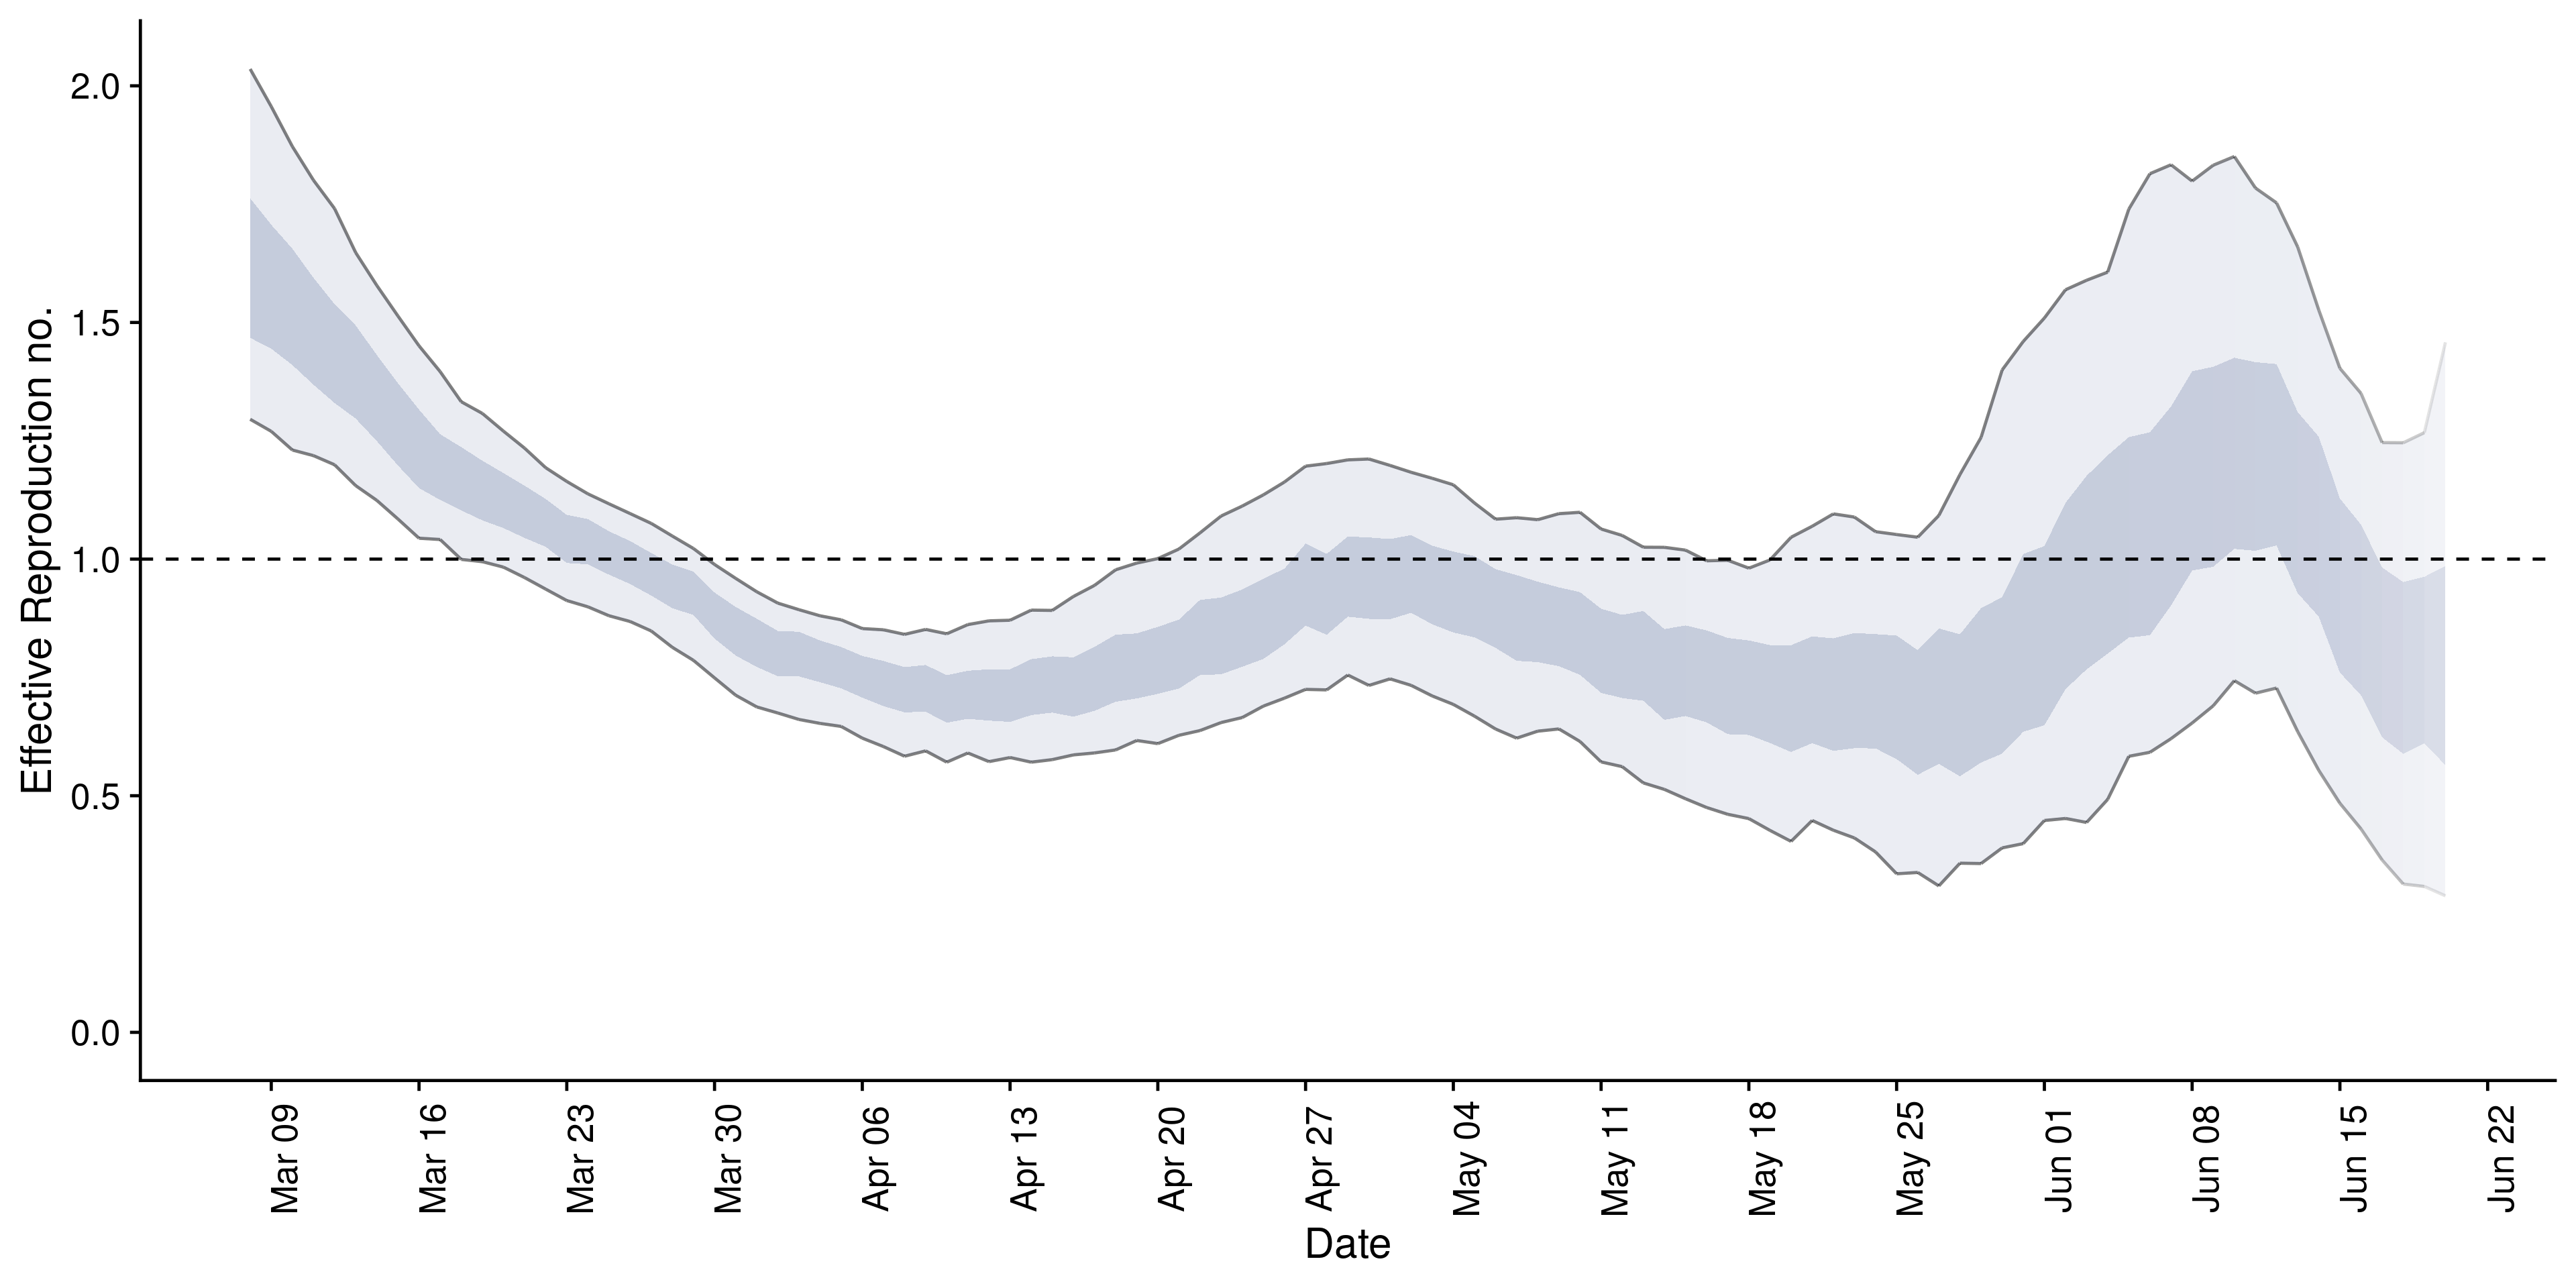 Effective Reproduction no.
2.0
1.5
1.0
0.5
0.0
Mar 09
Mar 16
Mar 23
Mar 30
Apr 06
Apr 13
Apr 20
Apr 27
May 04
May 11
May 18
May 25
Jun 01
Jun 08
Jun 15
Jun 22
Date